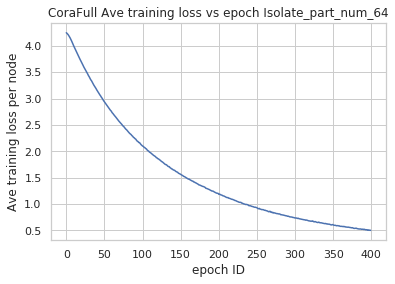 CoraFull Ave training loss vs epoch Isolate_part_num_64
Ave training loss per node
4.0
3.5
3.0
2.5
2.0
1.5
1.0
0.5
0 50 100 150 200 250 300 350 400
epoch ID